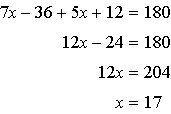 7x − 36 + 5x + 12 = 180
12x − 24 = 180
12x = 204
x = 17